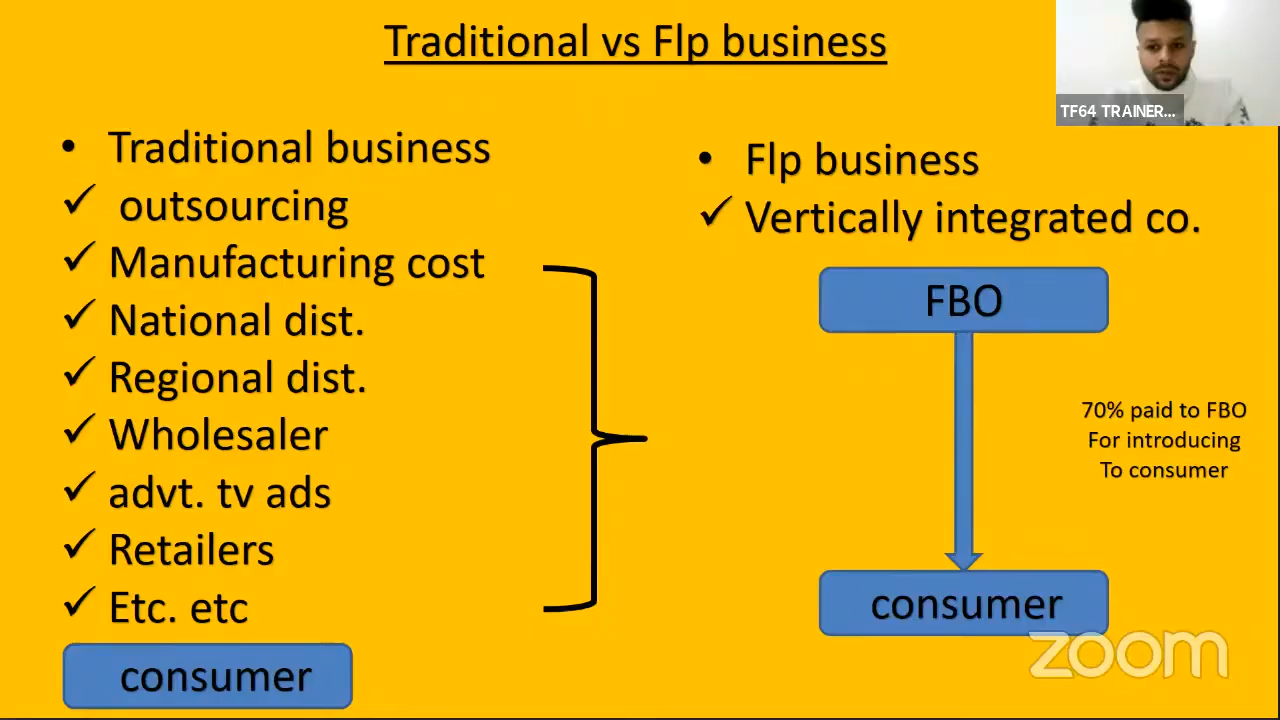 Traditional vs Flp business
TF64 TRAINER...
Traditional business
outsourcing
Manufacturing cost
National dist.
Regional dist.
Wholesaler
advt. tv ads
Retailers
Etc. etc
consumer
Flp business
Vertically integrated co.
FBO
70% paid to FBO
For introducing
To consumer
consumer
zoom